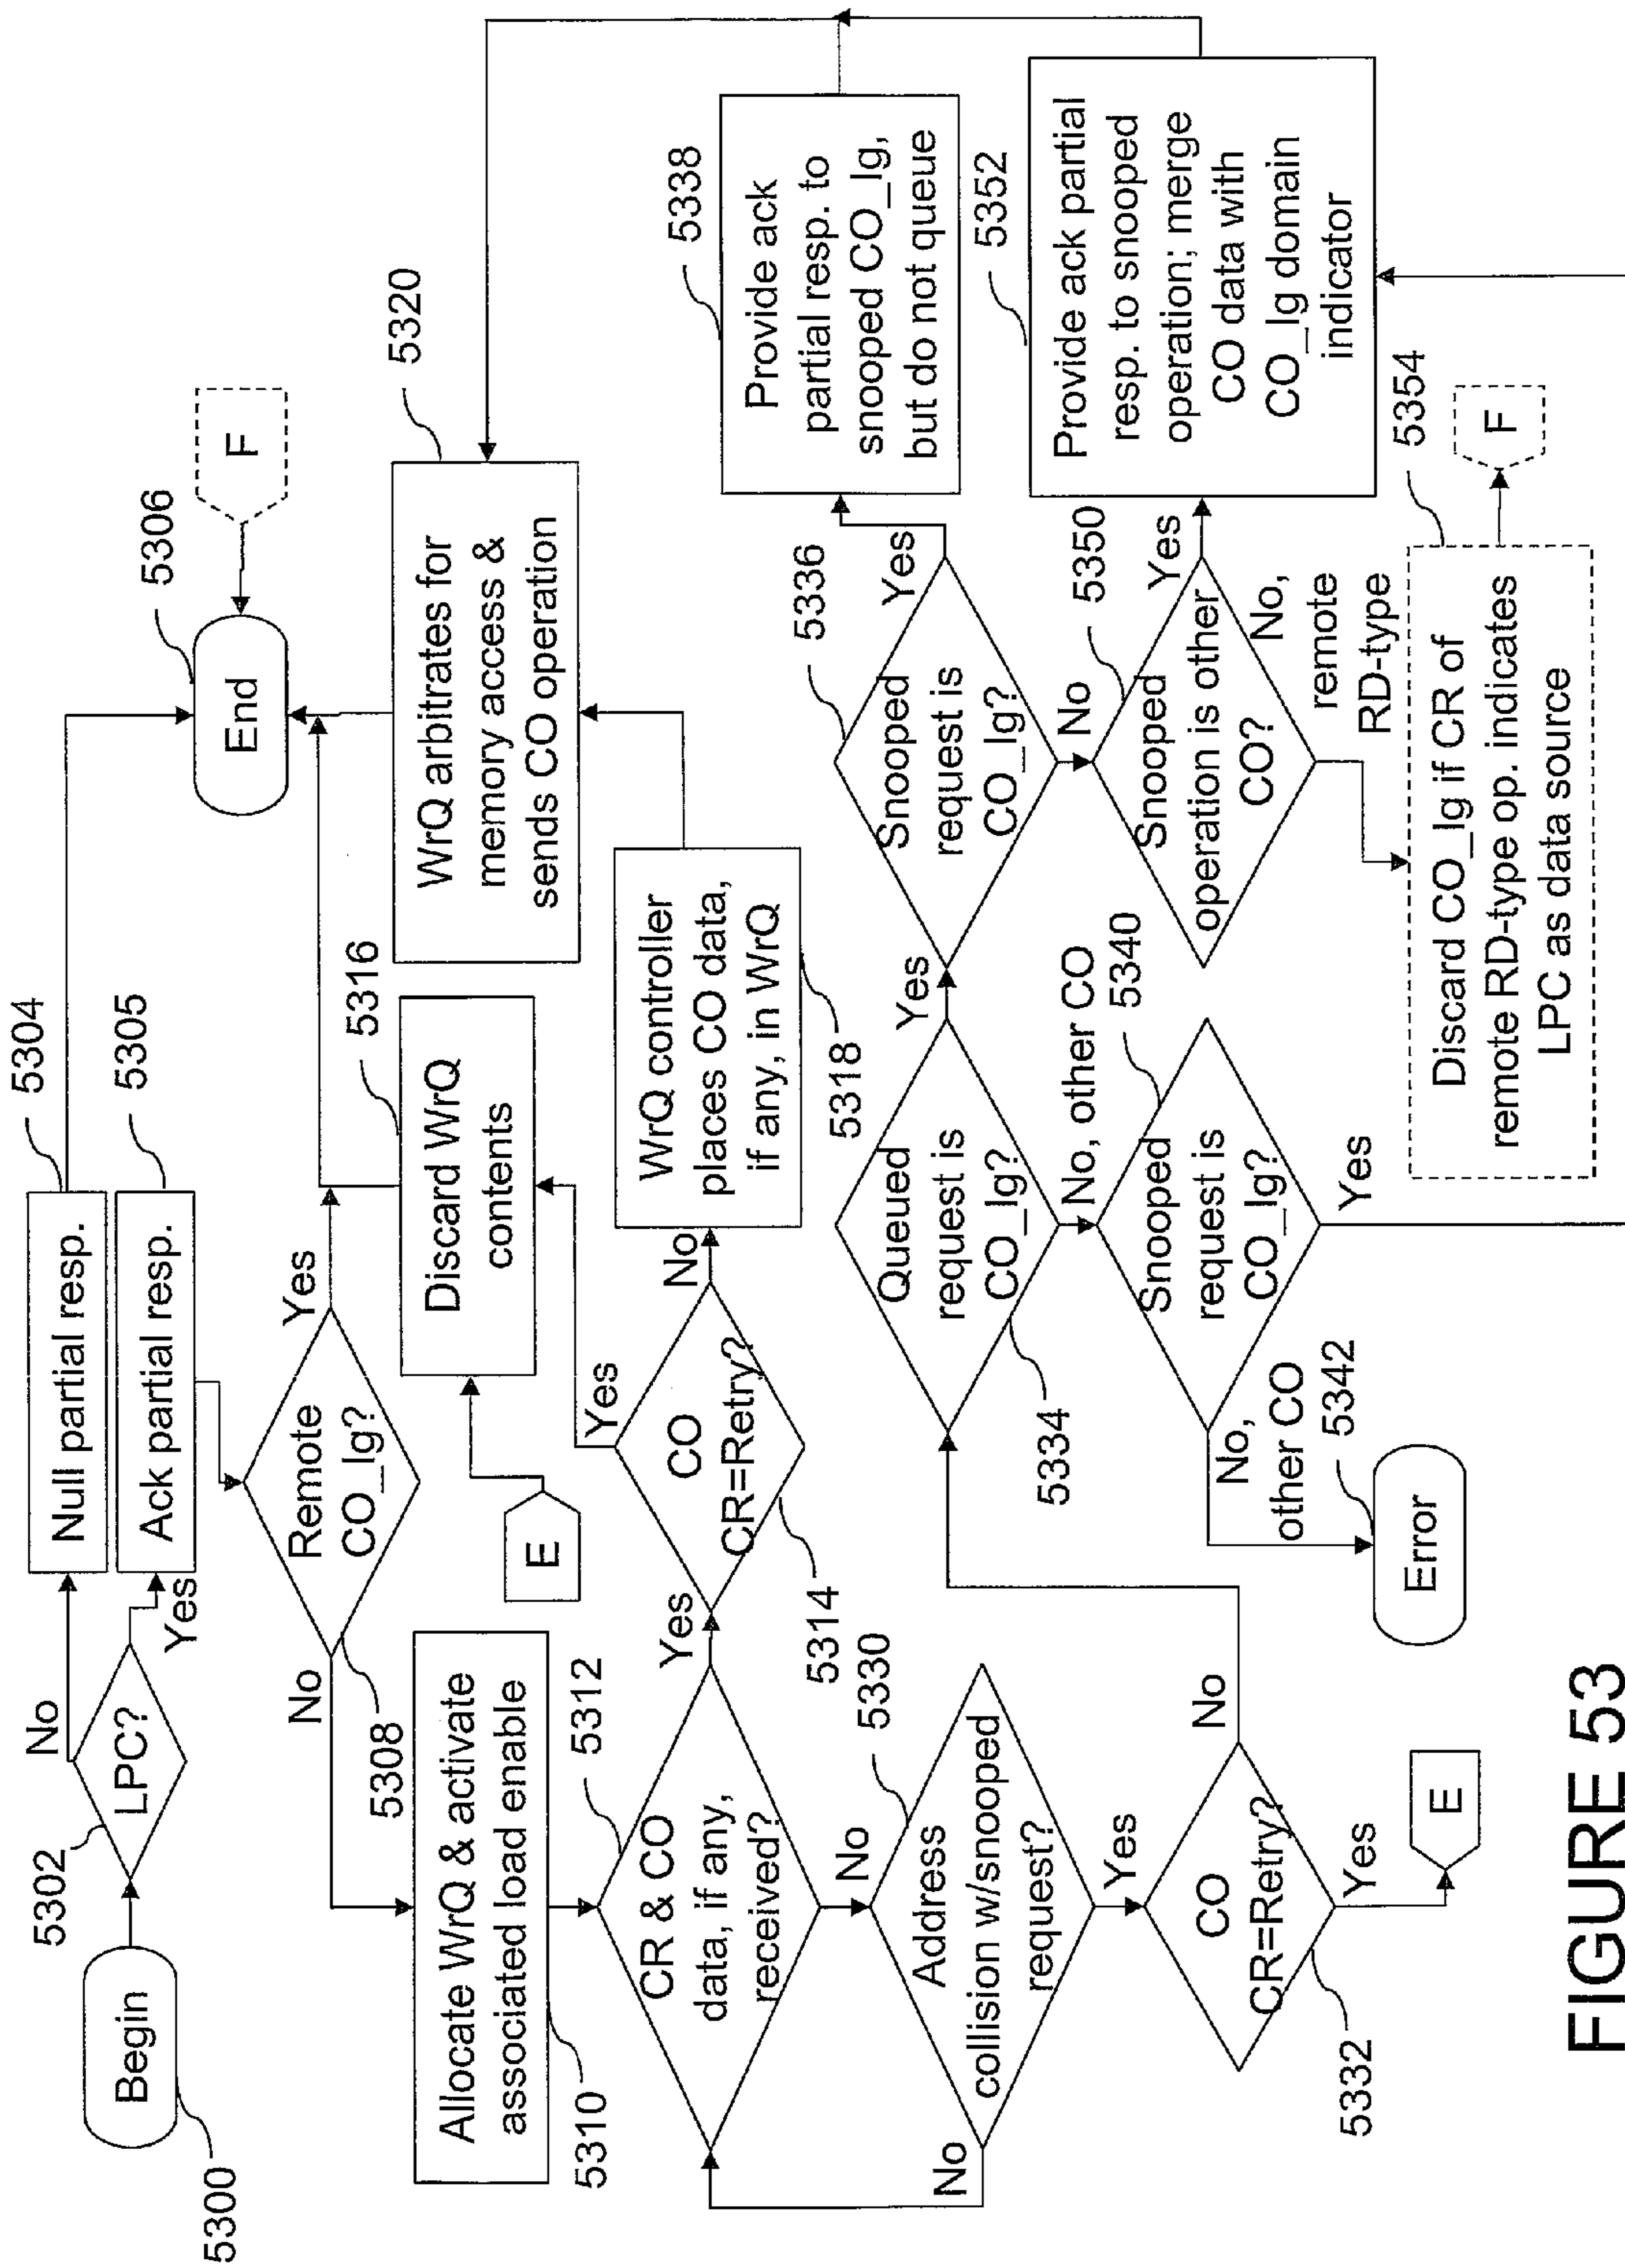 5300
Begin
5302
LPC?
No
Yes
Null partial resp.
5304
Ack partial resp.
5305
Remote
CO_Ig?
Yes
No
5308
End
5306
F
Allocate WrQ & activate
associated load enable
5310
CR & CO
data, if any,
received?
5312
Yes
No
CO
CR=Retry?
5314
Yes
No
E
Discard WrQ
contents
5316
WrQ controller
places CO data,
if any, in WrQ
5318
WrQ arbitrates for
memory access &
sends CO operation
5320
Address
collision w/snooped
request?
5330
No
Yes
CO
CR=Retry?
5332
No
Yes
E
Queued
request is
CO_Ig?
5334
Yes
No, other CO
Snooped
request is
CO_Ig?
5336
Yes
No
Provide ack
partial resp. to
snooped CO_Ig,
but do not queue
5338
Snooped
request is
CO_Ig?
5340
No,
other CO
Yes
Error
5342
Snooped
operation is other
CO?
5350
Yes
No,
remote
RD-type
Provide ack partial
resp. to snooped
operation; merge
CO data with
CO_Ig domain
indicator
5352
Discard CO_Ig if CR of
remote RD-type op. indicates
LPC as data source
5354
F
FIGURE 53